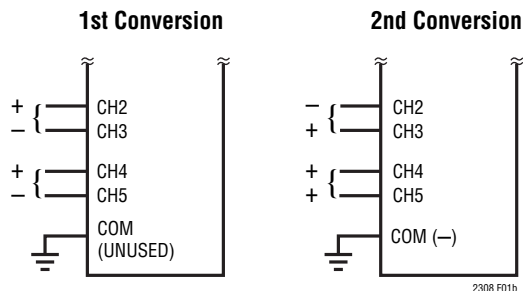 1st Conversion
+ { CH2
– CH3
+ { CH4
– CH5
COM
(UNUSED)
2nd Conversion
– { CH2
+ CH3
+ { CH4
+ CH5
COM (–)
2308 F01b